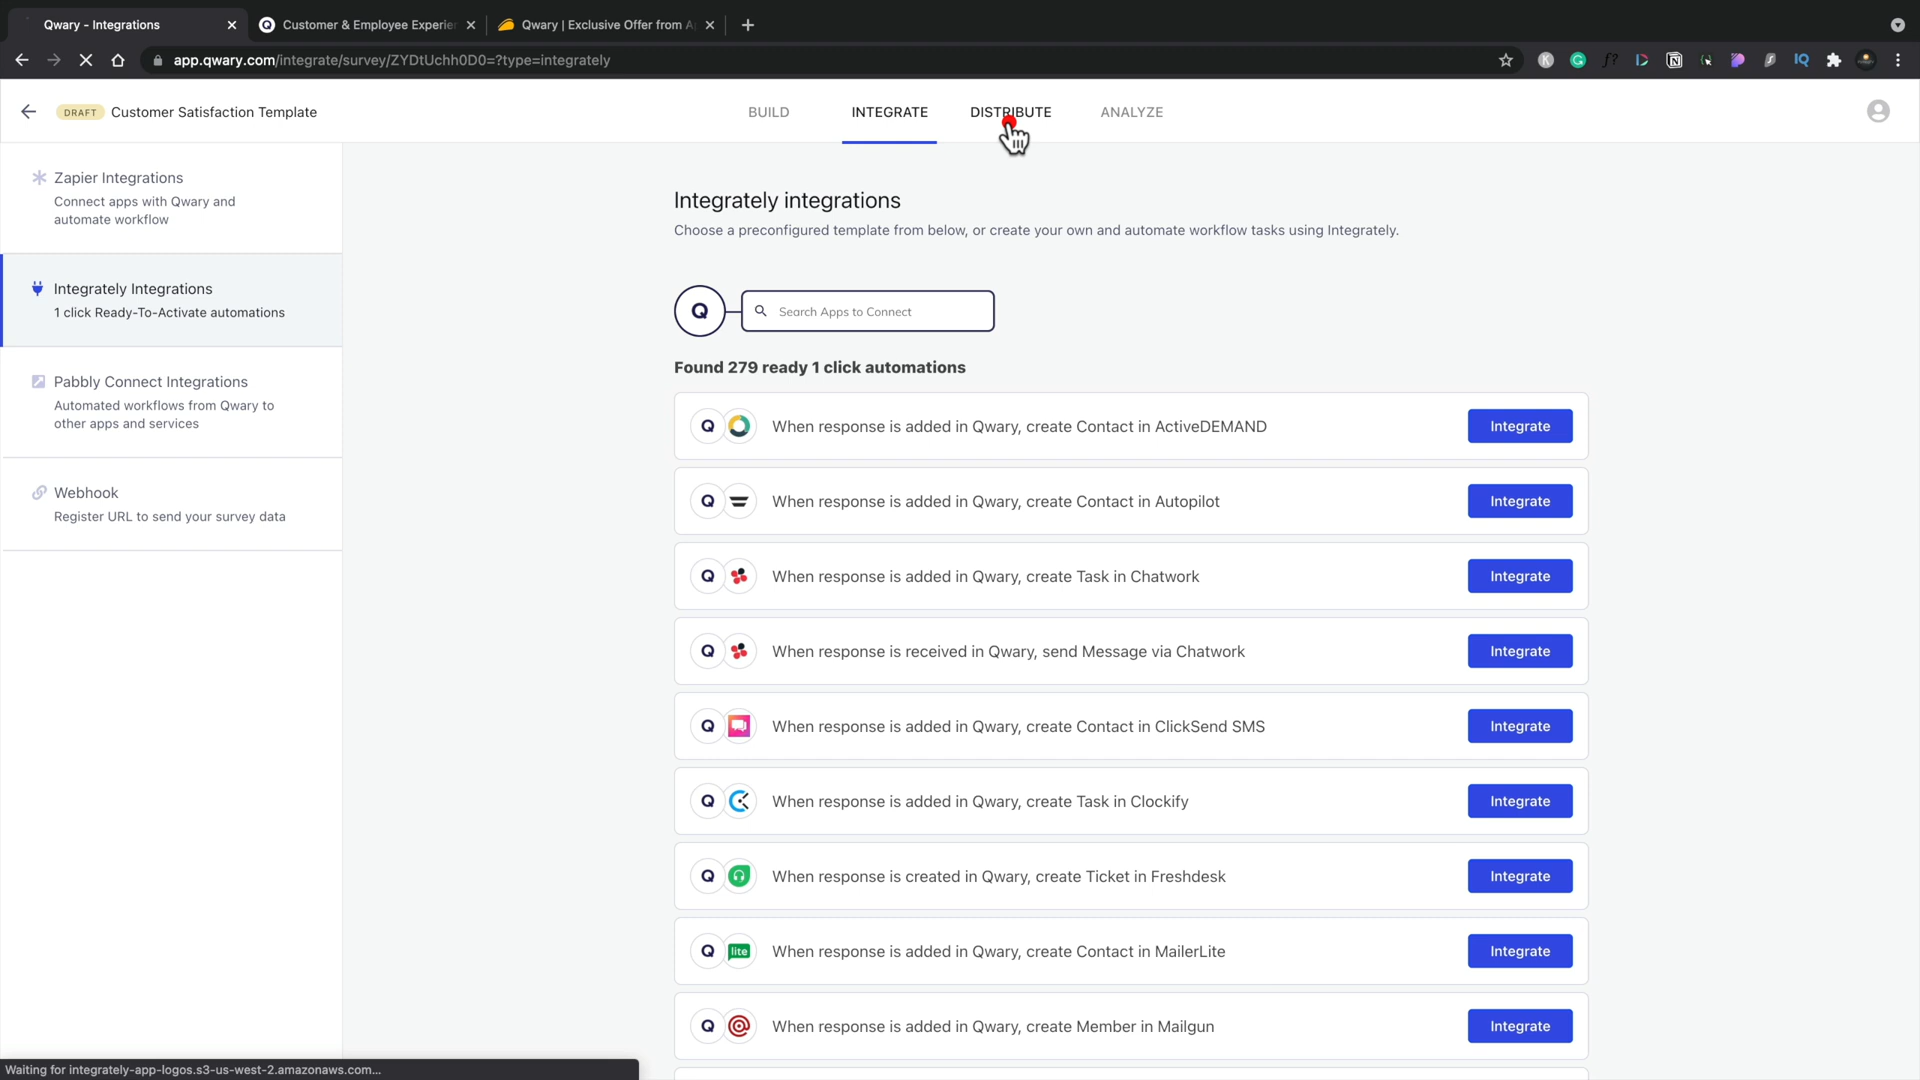 Qwary - Integrations
Customer & Employee Experien
Qwary | Exclusive Offer from A
app.qwary.com/integrate/survey/ZYDtUchh0D0=?type=integrately
DRAFT Customer Satisfaction Template
BUILD
INTEGRATE
DISTRIBUTE
ANALYZE
Zapier Integrations
Connect apps with Qwary and
automate workflow
Integrately Integrations
1 click Ready-To-Activate automations
Pabbly Connect Integrations
Automated workflows from Qwary to
other apps and services
Webhook
Register URL to send your survey data
Integrately integrations
Choose a preconfigured template from below, or create your own and automate workflow tasks using Integrately.
Q
Search Apps to Connect
Found 279 ready 1 click automations
Q When response is added in Qwary, create Contact in ActiveDEMAND Integrate
Q When response is added in Qwary, create Contact in Autopilot Integrate
Q When response is added in Qwary, create Task in Chatwork Integrate
Q When response is received in Qwary, send Message via Chatwork Integrate
Q When response is added in Qwary, create Contact in ClickSend SMS Integrate
Q When response is added in Qwary, create Task in Clockify Integrate
Q When response is created in Qwary, create Ticket in Freshdesk Integrate
Q lite When response is added in Qwary, create Contact in MailerLite Integrate
Q When response is added in Qwary, create Member in Mailgun Integrate
Waiting for integrately-app-logos.s3-us-west-2.amazonaws.com...